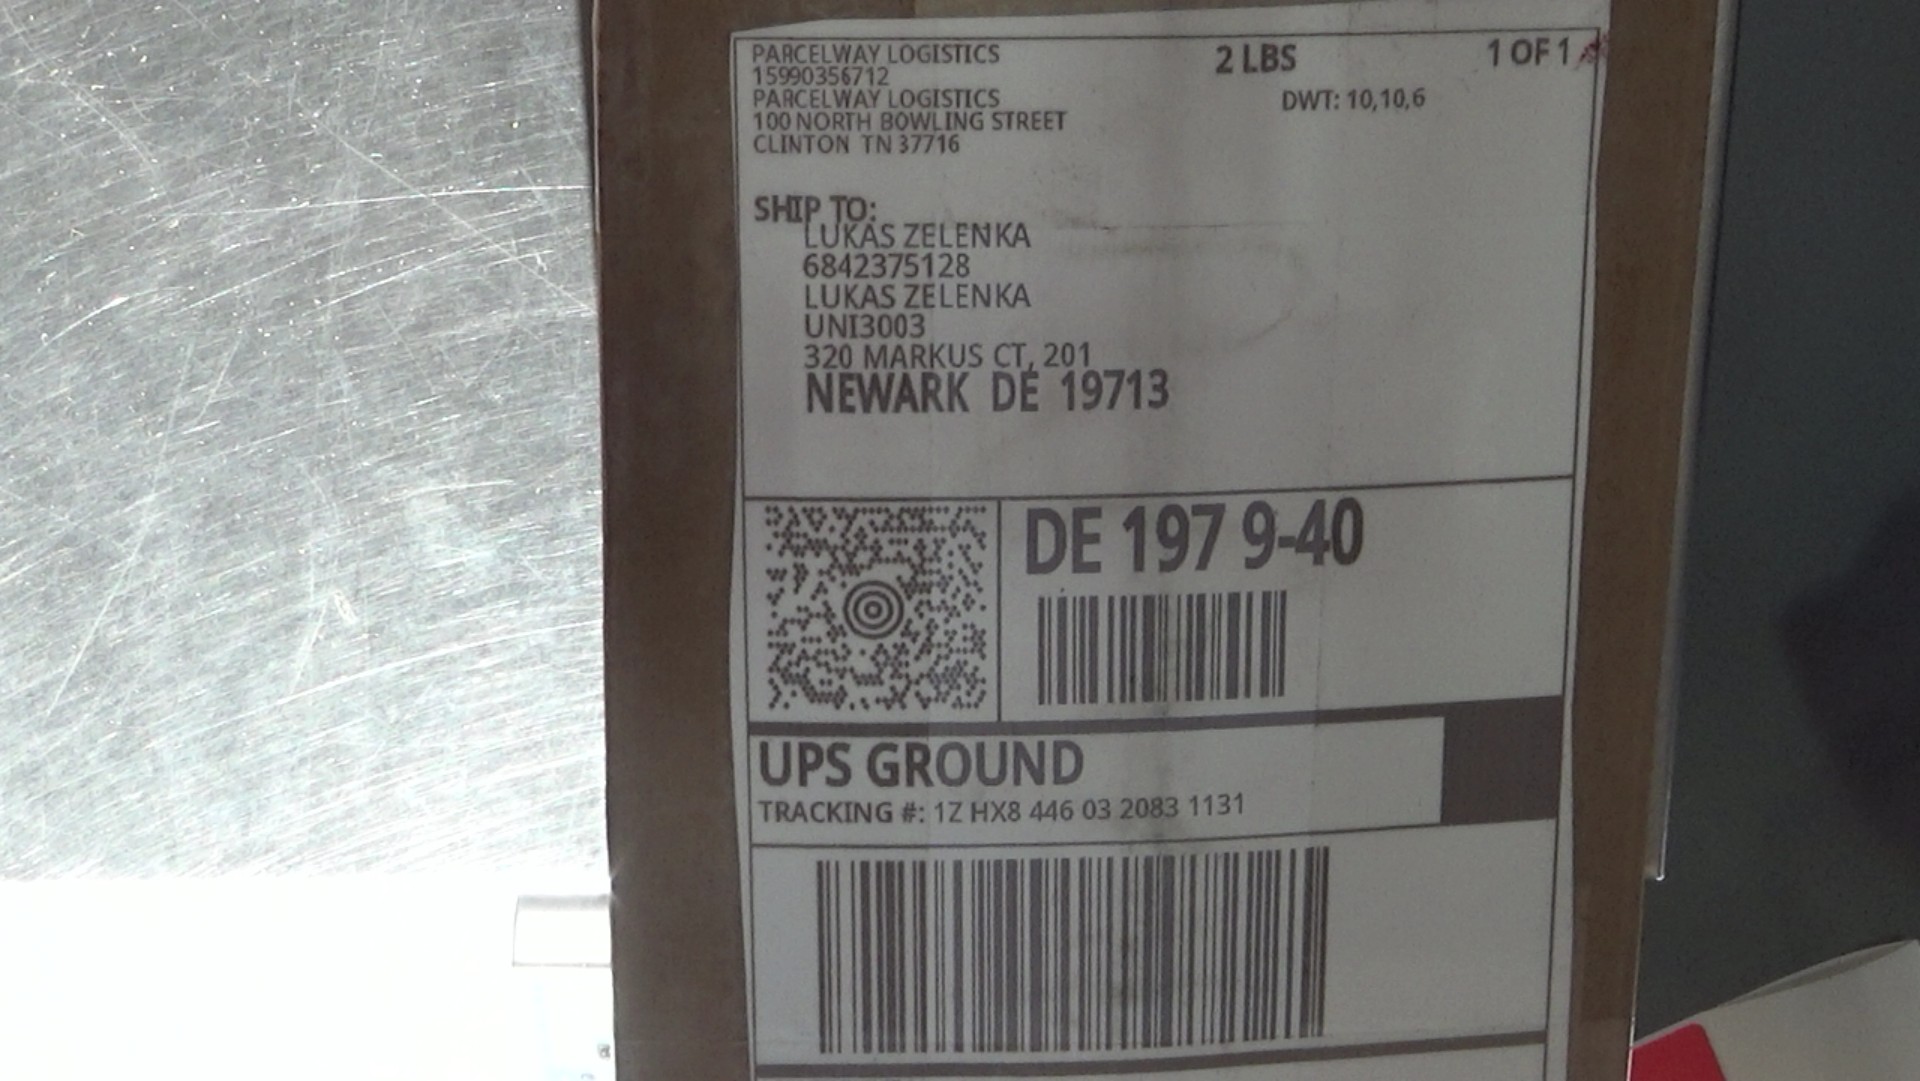 PARCELWAY LOGISTICS
15990356712
PARCELWAY LOGISTICS
100 NORTH BOWLING STREET
CLINTON TN 37716
2 LBS
1 OF 1
DWT: 10,10,6
SHIP TO:
LUKAS ZELENKA
6842375128
LUKAS ZELENKA
UNI3003
320 MARKUS CT, 201
NEWARK DE 19713
DE 197 9-40
UPS GROUND
TRACKING #: 1Z HX8 446 03 2083 1131